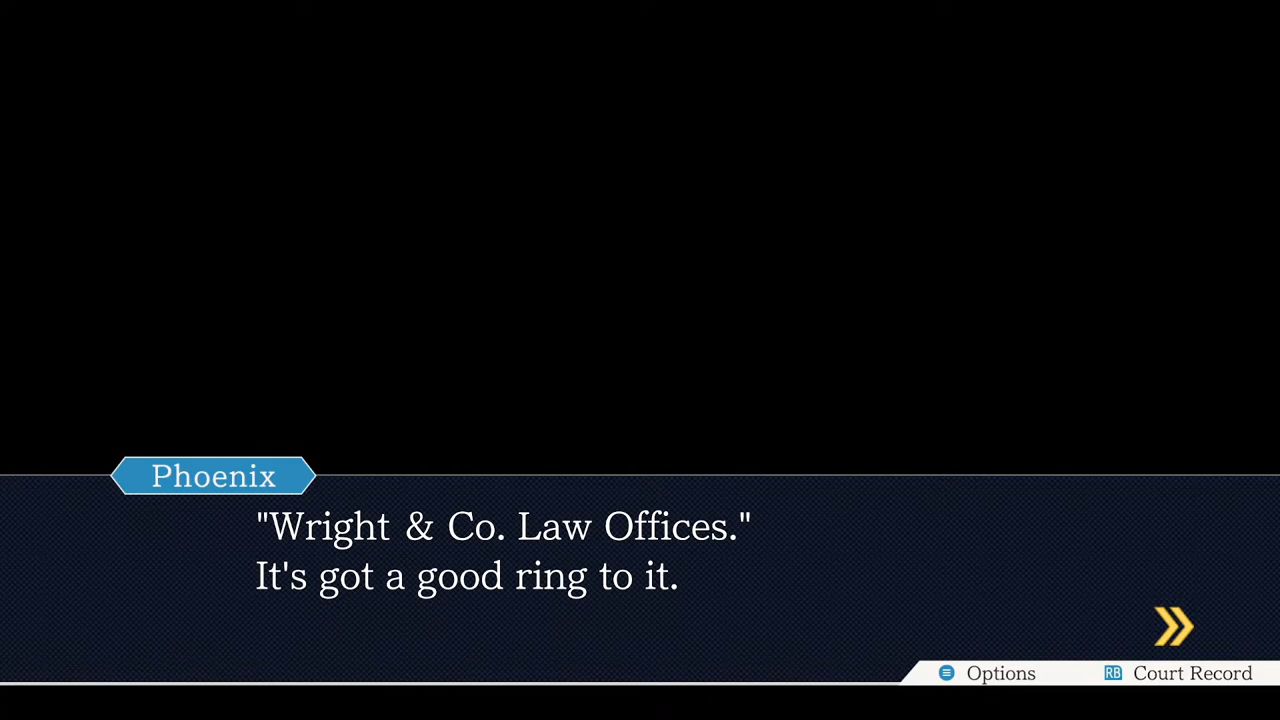 Phoenix
"Wright & Co. Law Offices."
It's got a good ring to it.
Options
RB Court Record